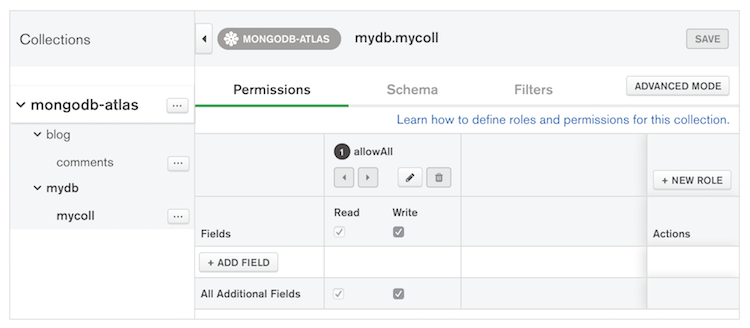 Collections
MONGODB-ATLAS
mydb.mycoll
SAVE
mongodb-atlas
...
blog
comments
...
mydb
mycoll
...
Permissions
Schema
Filters
ADVANCED MODE
Learn how to define roles and permissions for this collection.
1 allowAll
+ NEW ROLE
Fields
Read
Write
Actions
+ ADD FIELD
All Additional Fields